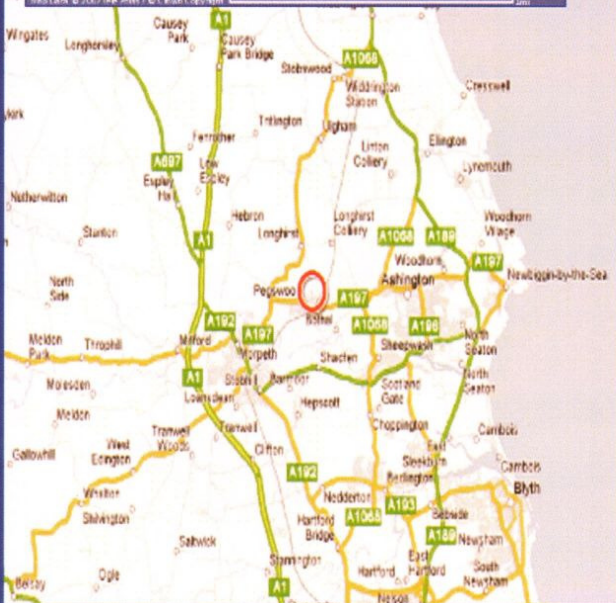 Wingates
Causey
Park
A1
Longhorsley
Causey
Park Bridge
Stobswood
A1068
Widdrington
Station
Cresswell
Tritlington
Ulgham
Fenrother
Linton
Colliery
Ellington
A697
Low
Espley
Lynemouth
Espley
Hall
Netherwitton
Hebron
Longhirst
Longhirst
Colliery
Woodhorn
Village
Stanton
A1
A1068
A189
Woodhorn
A197
Newbiggin-by-the-Sea
North
Side
Pegswoo
A197
Ashington
Bothal
A192
A197
A1068
A196
Meldon
Park
Throphill
Mitford
Morpeth
Sheepwash
North
Seaton
A1
Stobhill
Shadfen
North
Seaton
Molesden
Loansdean
Hepscott
Scotland
Gate
Meldon
Choppington
Tranwell
Woods
Tranwell
Gallowhill
West
Edington
Clifton
East
Sleekburn
Cambois
Cambois
A192
Bedlington
Whalton
Nedderton
A193
Blyth
Shilvington
Hartford
Bridge
A1068
Bebside
A189
Newsham
Saltwick
East
Hartford
Stannington
Hartford
South
Newsham
Belsay
Ogle
A1
Nelson